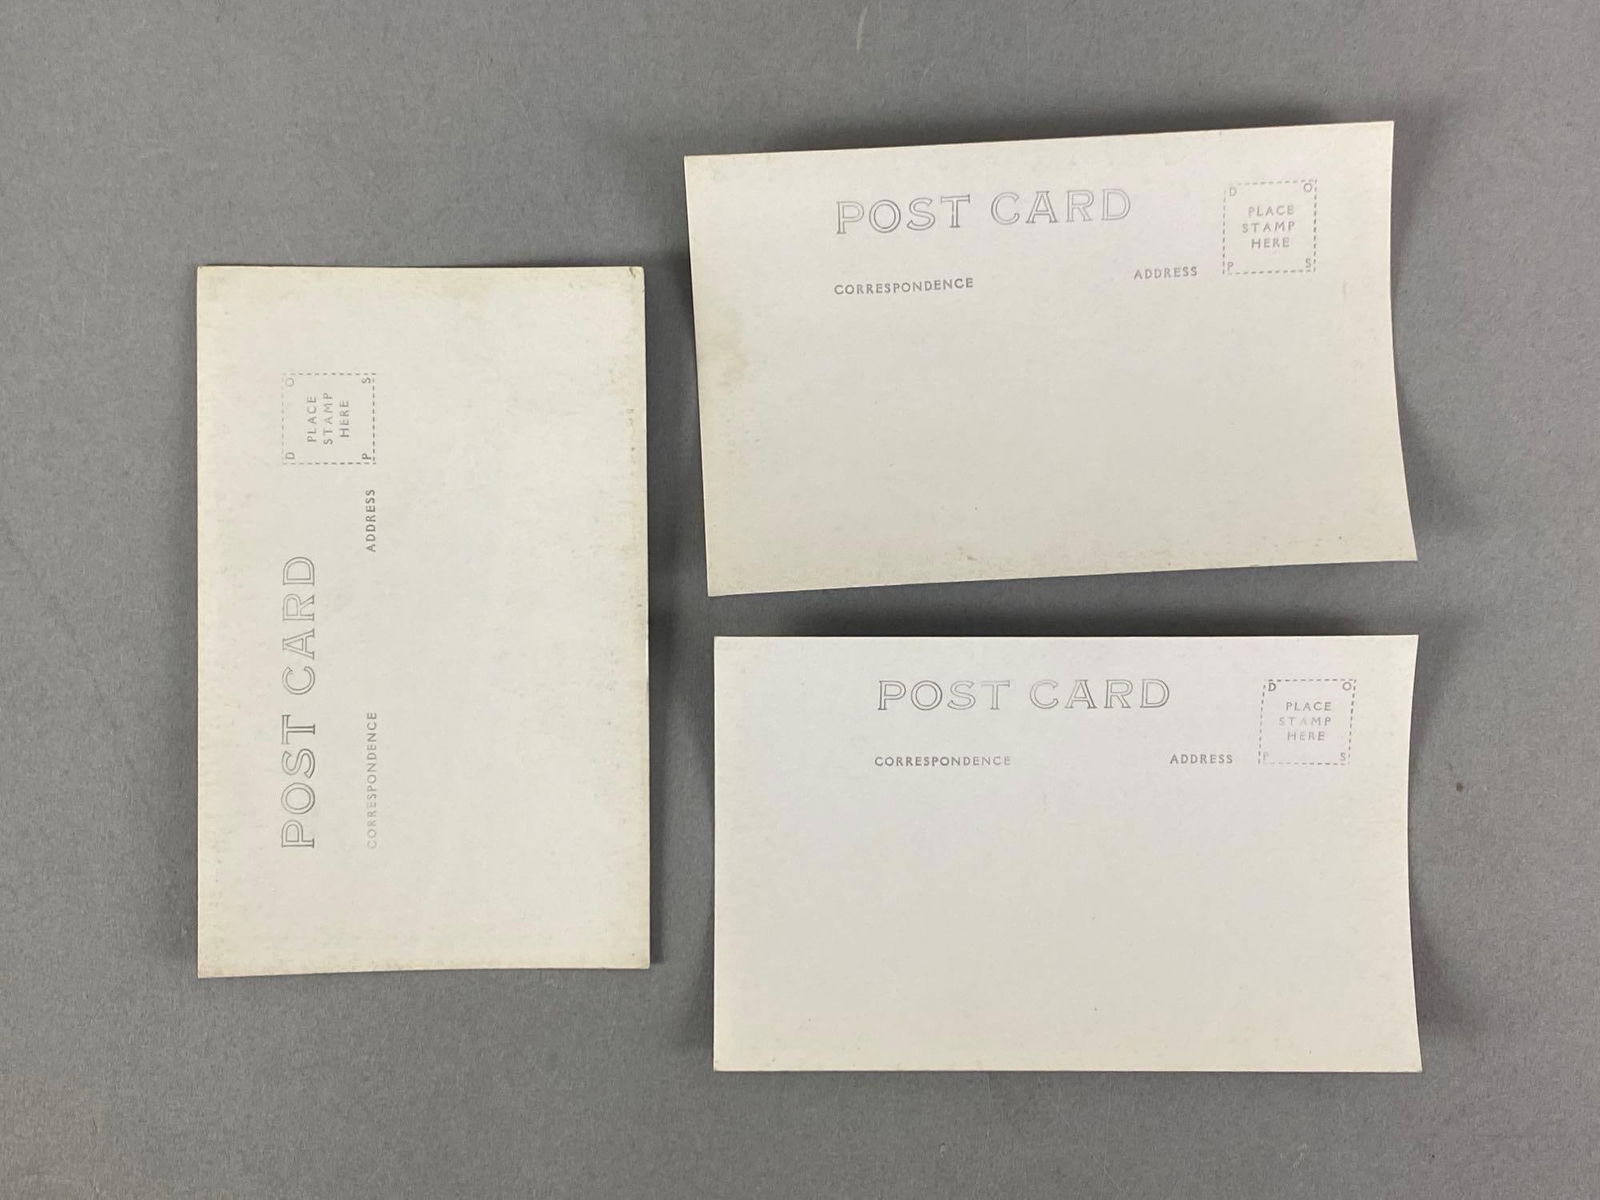 POST CARD
CORRESPONDENCE
ADDRESS
D O
PLACE
STAMP
HERE
P S
POST CARD
CORRESPONDENCE
ADDRESS
D O
PLACE
STAMP
HERE
P S
POST CARD
CORRESPONDENCE
ADDRESS
D O
PLACE
STAMP
HERE
P S